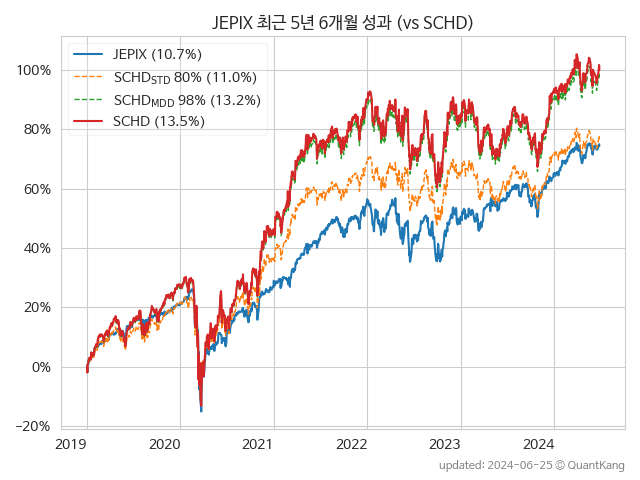 JEPIX 최근 5년 6개월 성과 (vs SCHD)
JEPIX (10.7%)
SCHD_STD 80% (11.0%)
SCHD_MDD 98% (13.2%)
SCHD (13.5%)
100%
80%
60%
40%
20%
0%
−20%
2019 2020 2021 2022 2023 2024
updated: 2024-06-25 ⓒ QuantKang